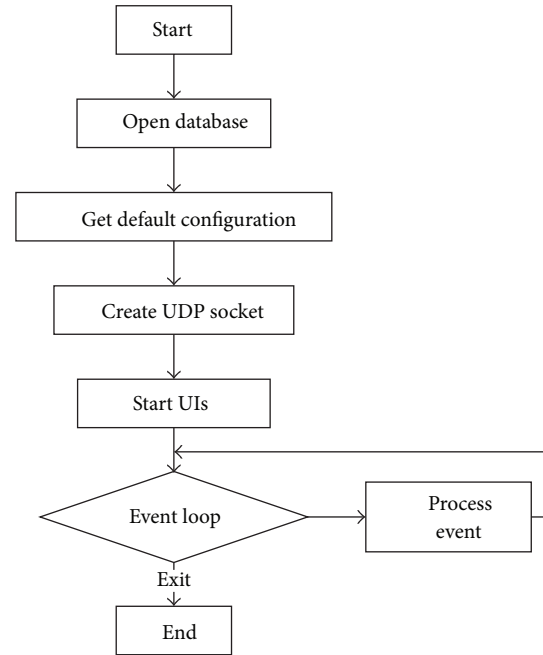 Start
Open database
Get default configuration
Create UDP socket
Start UIs
Event loop
Process
event
Exit
End